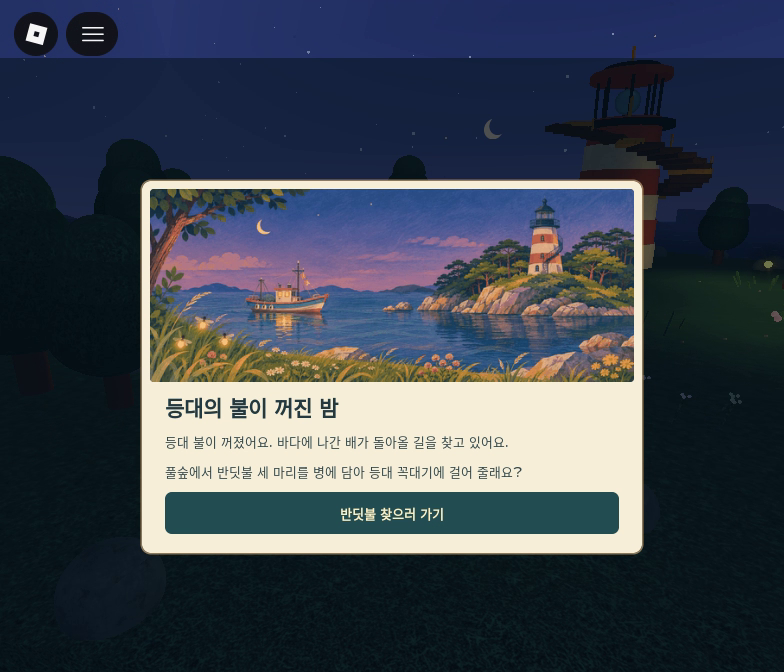 등대의 불이 꺼진 밤
등대 불이 꺼졌어요. 바다에 나간 배가 돌아올 길을 찾고 있어요.
풀숲에서 반딧불 세 마리를 병에 담아 등대 꼭대기에 걸어 줄래요?
반딧불 찾으러 가기